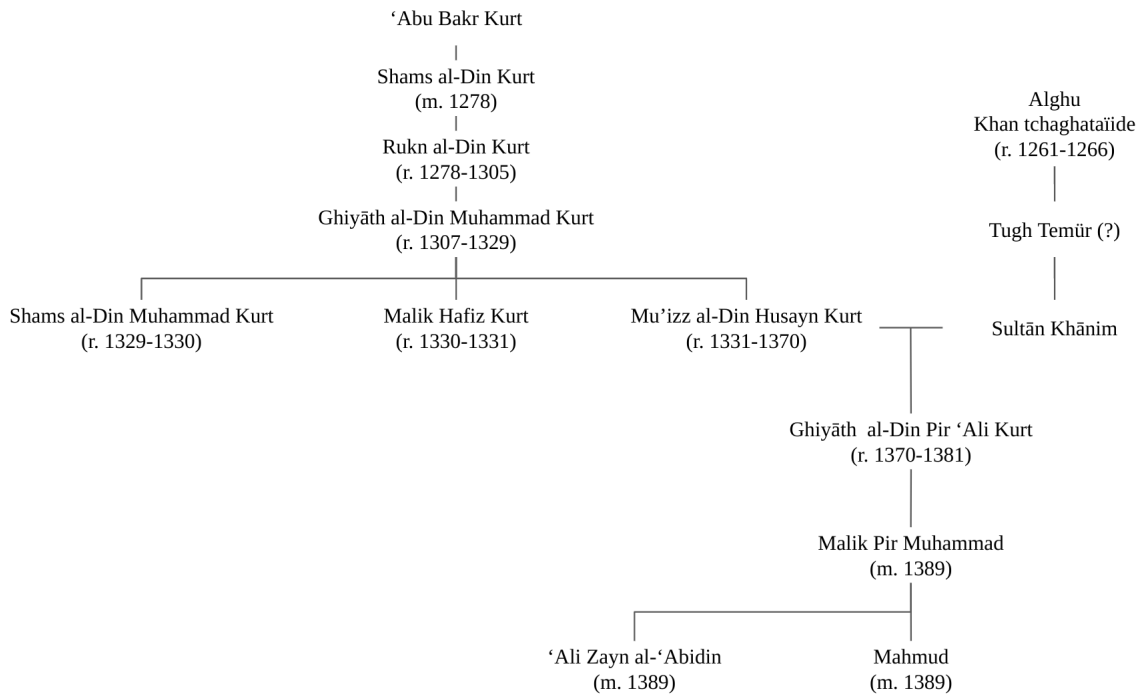 ‘Abu Bakr Kurt
Shams al-Din Kurt
(m. 1278)
Rukn al-Din Kurt
(r. 1278-1305)
Ghiyāth al-Din Muhammad Kurt
(r. 1307-1329)
Alghu
Khan tchaghataïide
(r. 1261-1266)
Tugh Temür (?)
Shams al-Din Muhammad Kurt
(r. 1329-1330)
Malik Hafiz Kurt
(r. 1330-1331)
Mu’izz al-Din Husayn Kurt
(r. 1331-1370)
Sultān Khānim
Ghiyāth  al-Din Pir ‘Ali Kurt
(r. 1370-1381)
Malik Pir Muhammad
(m. 1389)
‘Ali Zayn al-‘Abidin
(m. 1389)
Mahmud
(m. 1389)